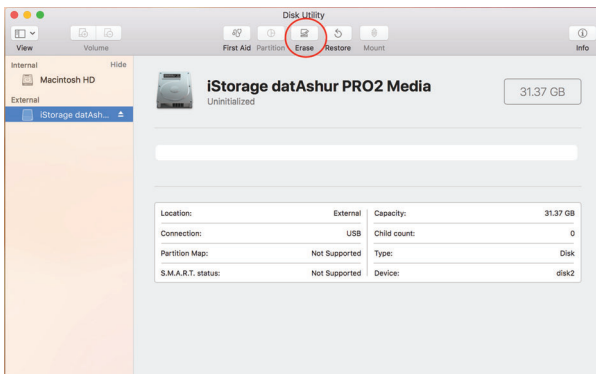 Disk Utility
View Volume First Aid Partition Erase Restore Mount Info
Internal Hide
Macintosh HD
External
iStorage datAsh...
iStorage datAshur PRO2 Media
Uninitialized
31.37 GB
Location: External Capacity: 31.37 GB
Connection: USB Child count: 0
Partition Map: Not Supported Type: Disk
S.M.A.R.T. status: Not Supported Device: disk2